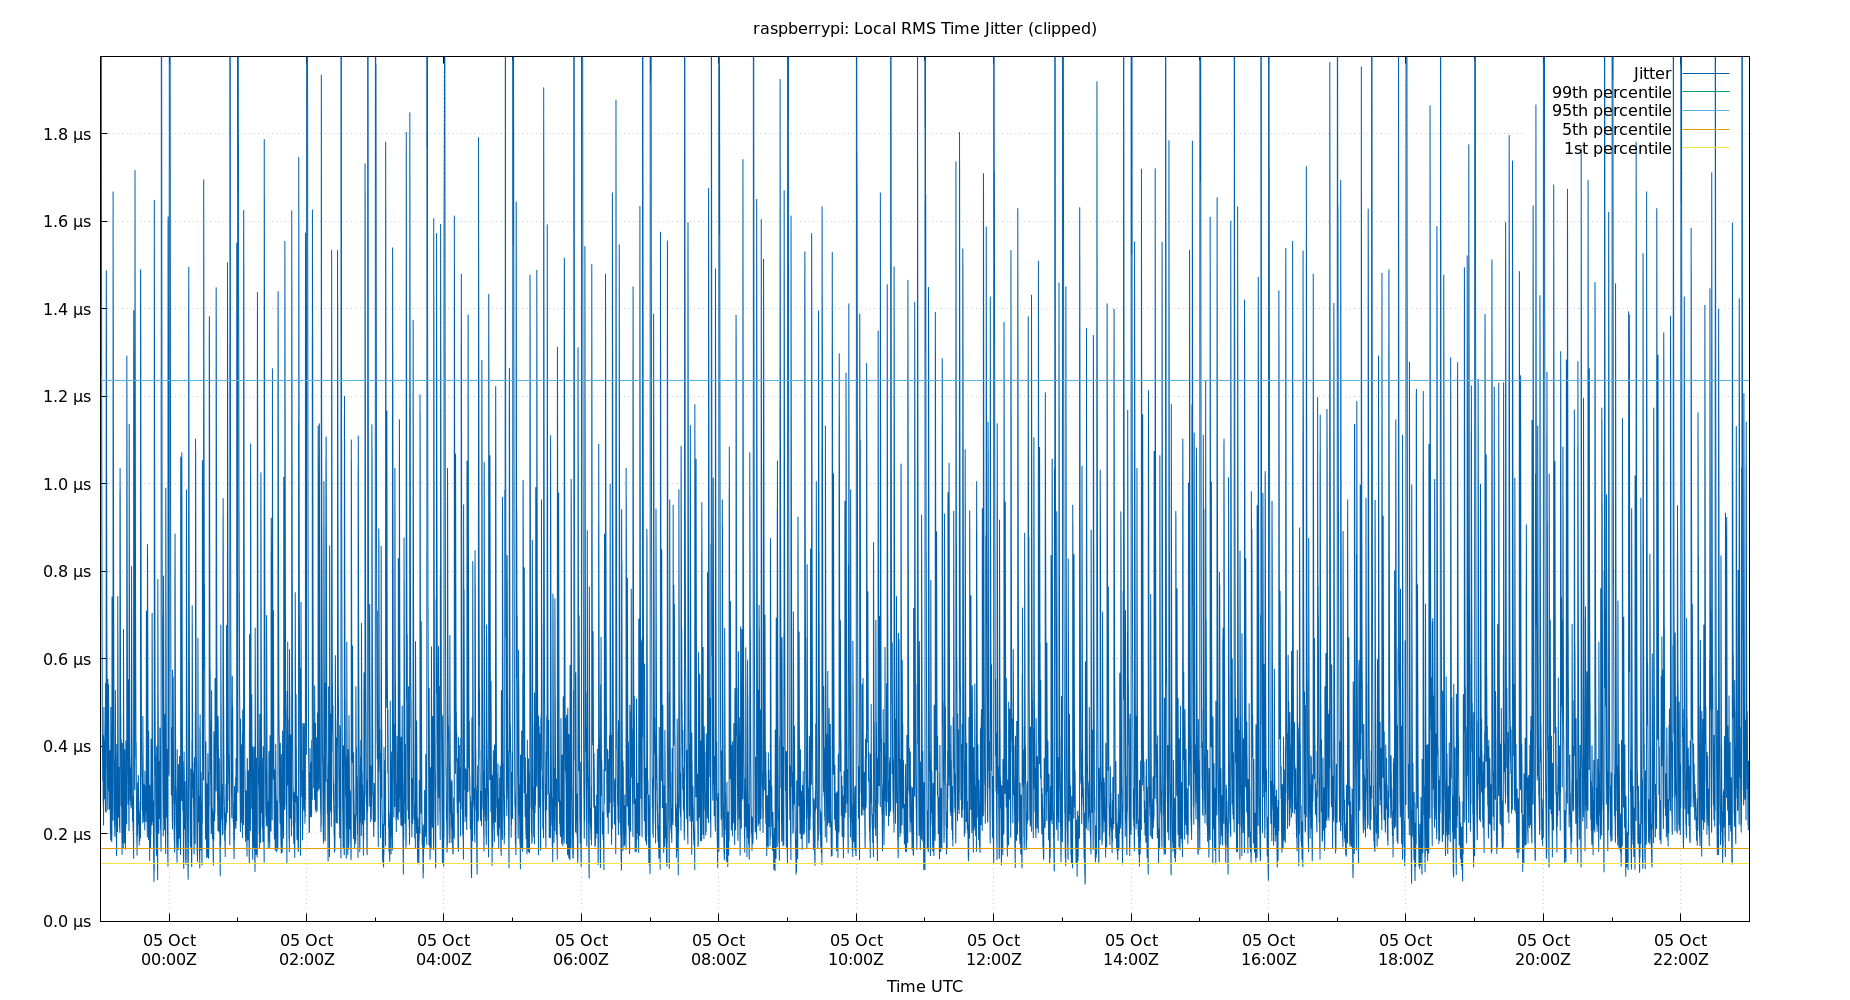 raspberrypi: Local RMS Time Jitter (clipped)
Jitter
99th percentile
95th percentile
5th percentile
1st percentile
1.8 μs
1.6 μs
1.4 μs
1.2 μs
1.0 μs
0.8 μs
0.6 μs
0.4 μs
0.2 μs
0.0 μs
05 Oct 05 Oct 05 Oct 05 Oct 05 Oct 05 Oct 05 Oct 05 Oct 05 Oct 05 Oct 05 Oct 05 Oct
00:00Z 02:00Z 04:00Z 06:00Z 08:00Z 10:00Z 12:00Z 14:00Z 16:00Z 18:00Z 20:00Z 22:00Z
Time UTC